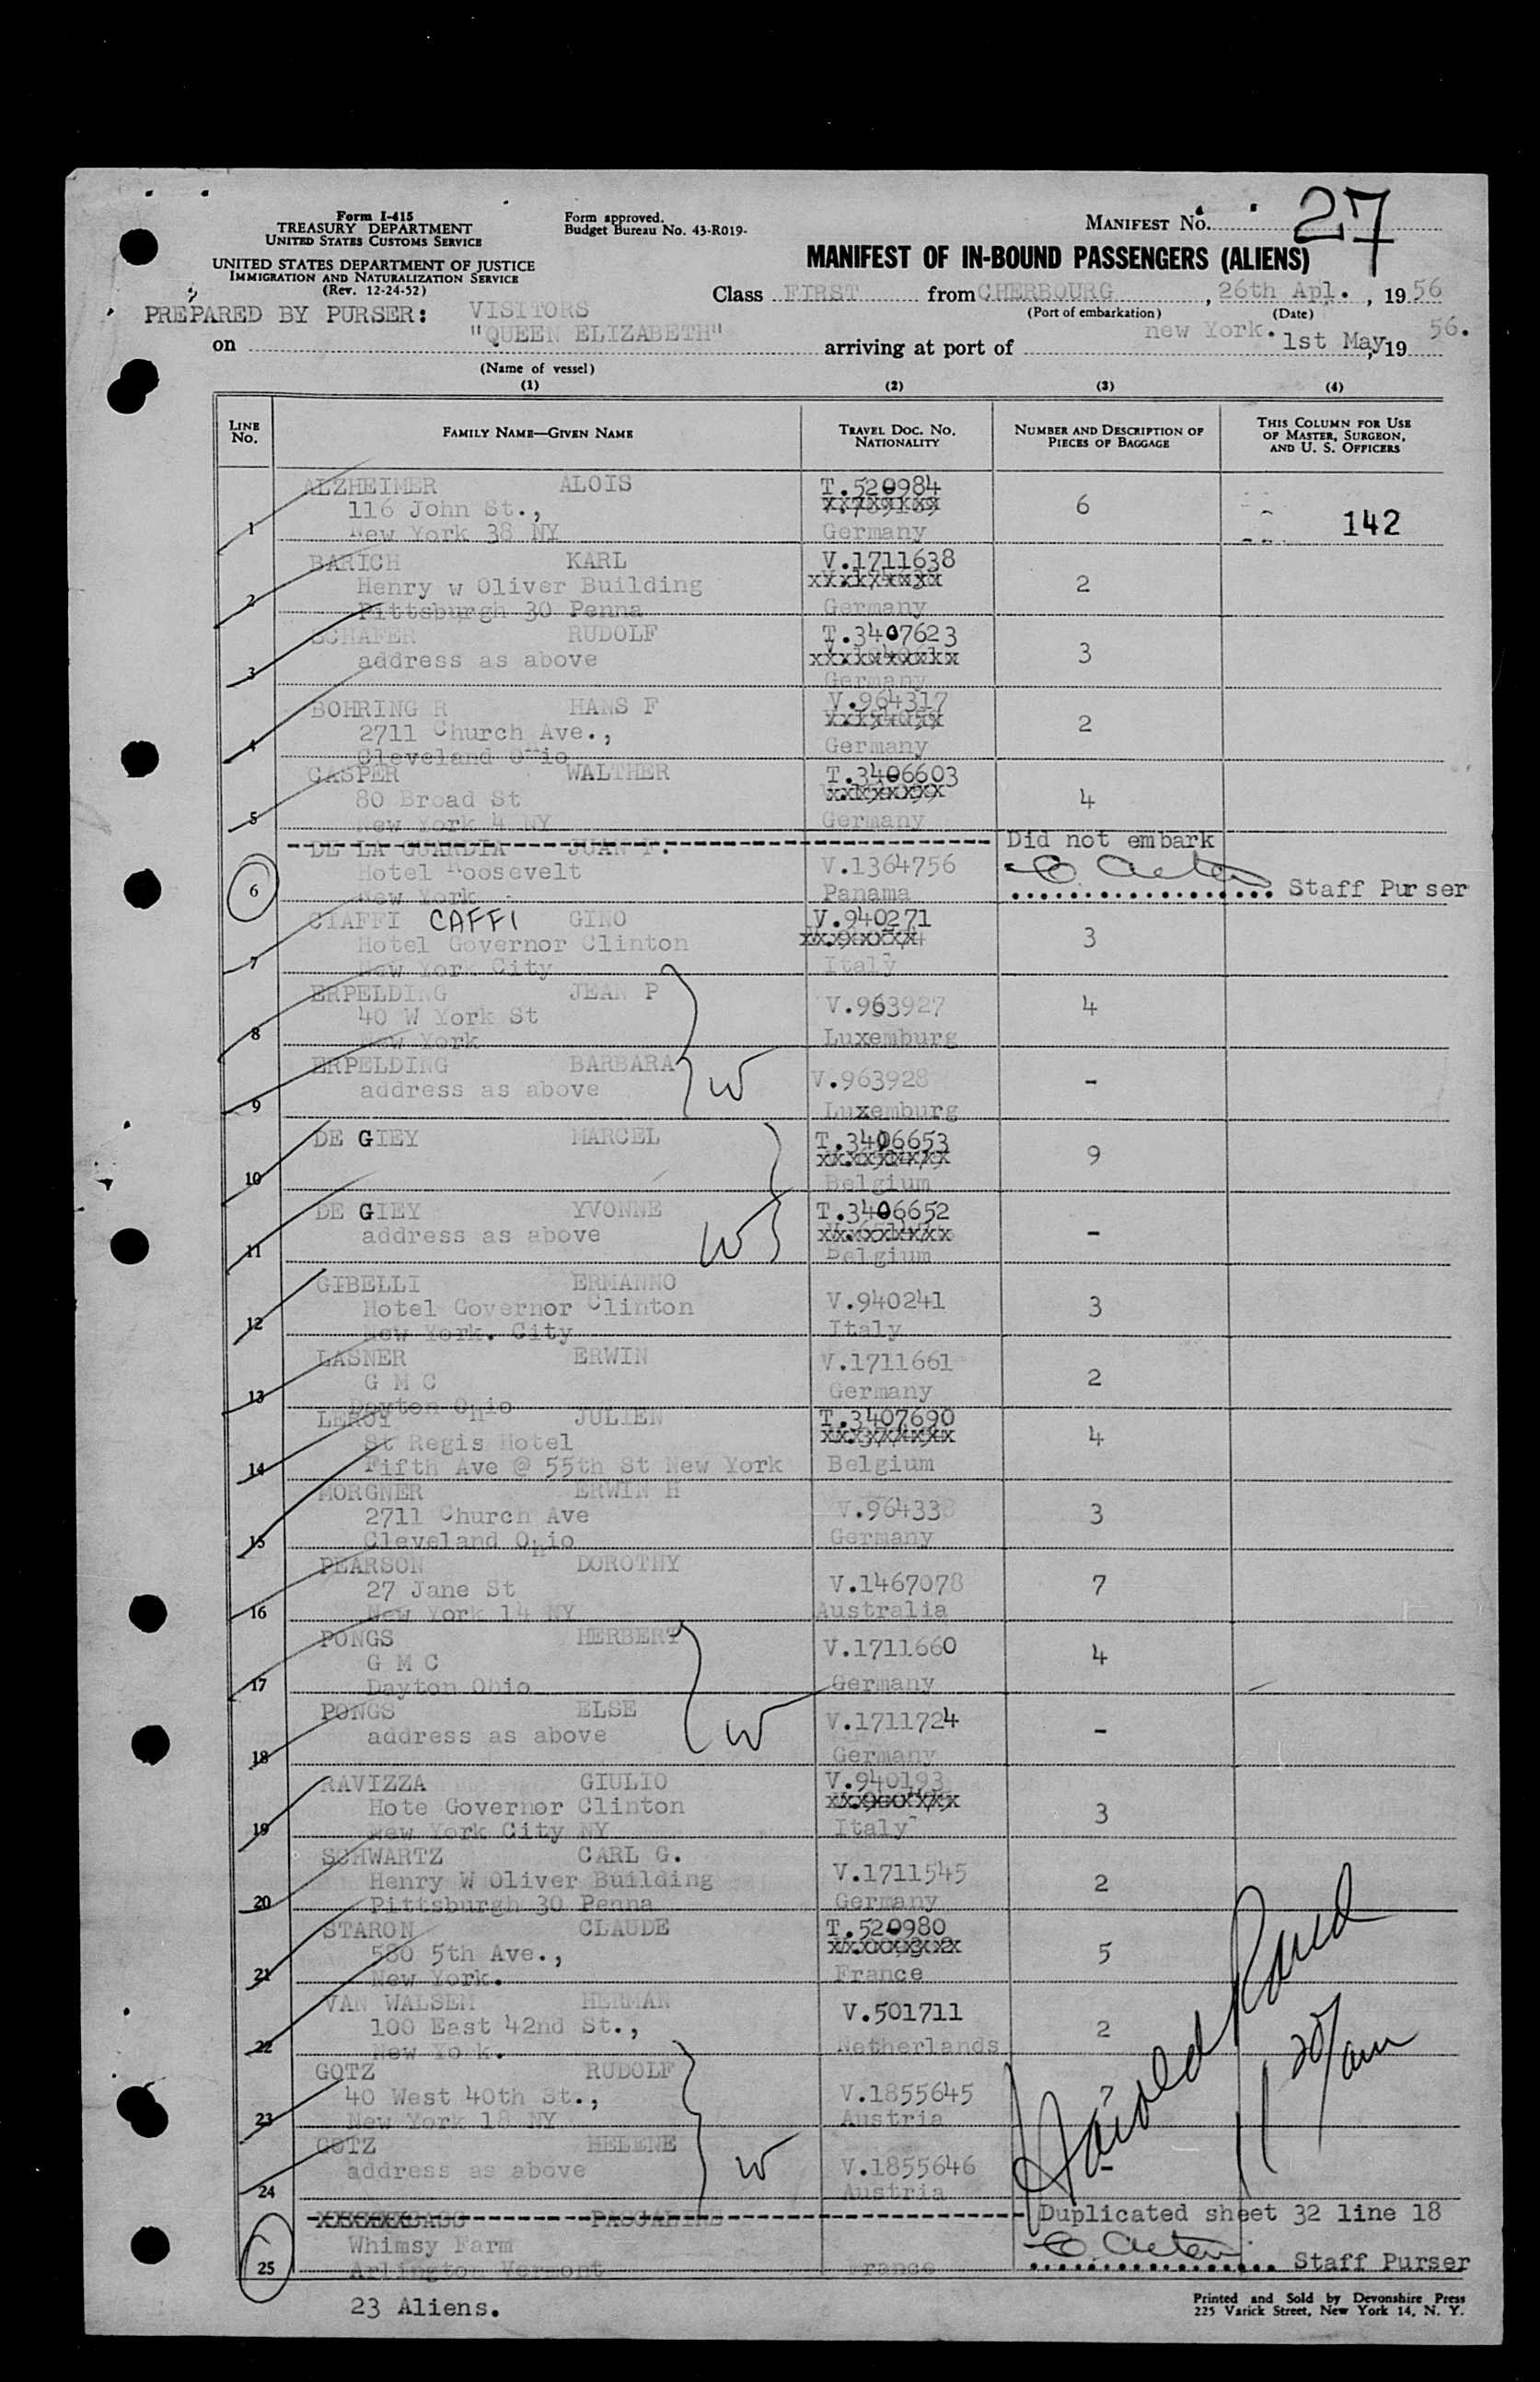 Form I-415
TREASURY DEPARTMENT
UNITED STATES CUSTOMS SERVICE
UNITED STATES DEPARTMENT OF JUSTICE
IMMIGRATION AND NATURALIZATION SERVICE
(Rev. 12-24-52)
Form approved.
Budget Bureau No. 43-R019.
MANIFEST No. 27
MANIFEST OF IN-BOUND PASSENGERS (ALIENS)
Class FIRST from CHERBOURG, 26th Apl., 1956
(Port of embarkation) (Date)
PREPARED BY PURSER: VISITORS
on "QUEEN ELIZABETH" arriving at port of new York. 1st May, 19 56.
(Name of vessel)
(1) (2) (3) (4)
LINE No. FAMILY NAME—GIVEN NAME TRAVEL DOC. No. NATIONALITY NUMBER AND DESCRIPTION OF PIECES OF BAGGAGE THIS COLUMN FOR USE OF MASTER, SURGEON, AND U. S. OFFICERS
ALZHEIMER ALOIS T.520984
116 John St., 6
1 New York 38 NY Germany 142
BARICH KARL V.1711638
Henry w Oliver Building 2
2 Pittsburgh 30 Penna Germany
SCHAFER RUDOLF T.3407623
address as above 3
3 Germany
BOHRING R HANS F V.964317
2711 Church Ave., 2
4 Cleveland Ohio Germany
CASPER WALTHER T.3406603
80 Broad St 4
5 New York 4 NY Germany
DE LA GUARDIA JUAN F. Did not embark
Hotel Roosevelt V.1364756
6 New York Panama Staff Purser
CIAFFI CAFFI GINO V.940271
Hotel Governor Clinton 3
7 New York City Italy
ERPELDING JEAN P V.963927 4
40 W York St
8 New York Luxemburg
ERPELDING BARBARA V.963928 -
address as above W
9 Luxemburg
DE GIEY MARCEL T.3406653
9
10 Belgium
DE GIEY YVONNE T.3406652
address as above W -
11 Belgium
GIBELLI ERMANNO
Hotel Governor Clinton V.940241 3
12 New York. City Italy
LASNER ERWIN V.1711661
G M C Germany 2
13 Dayton Ohio
LEROY JULIEN T.3407690
St Regis Hotel 4
14 Fifth Ave @ 55th St New York Belgium
MORGNER ERWIN H
2711 Church Ave V.964338 3
15 Cleveland Ohio Germany
PEARSON DOROTHY
27 Jane St V.1467078 7
16 New York 14 NY Australia
PONGS HERBERT V.1711660
G M C 4
17 Dayton Ohio Germany
PONGS ELSE V.1711724
address as above W -
18 Germany
RAVIZZA GIULIO V.940193
Hote Governor Clinton 3
19 New York City NY Italy
SCHWARTZ CARL G.
Henry W Oliver Building V.1711545 2
20 Pittsburgh 30 Penna Germany
STARON CLAUDE T.520980
580 5th Ave., 5
21 New York. France
VAN WALSEM HERMAN V.501711
100 East 42nd St., 2
22 New York. Netherlands
GOTZ RUDOLF
40 West 40th St., V.1855645
23 New York 18 NY Austria
GOTZ HELENE
address as above W V.1855646 -
24 Austria
Harold
11 20/am
PASCALINE Duplicated sheet 32 line 18
Whimsy Farm
25 Arlington Vermont France Staff Purser
23 Aliens.
Printed and Sold by Devonshire Press
225 Varick Street, New York 14, N. Y.